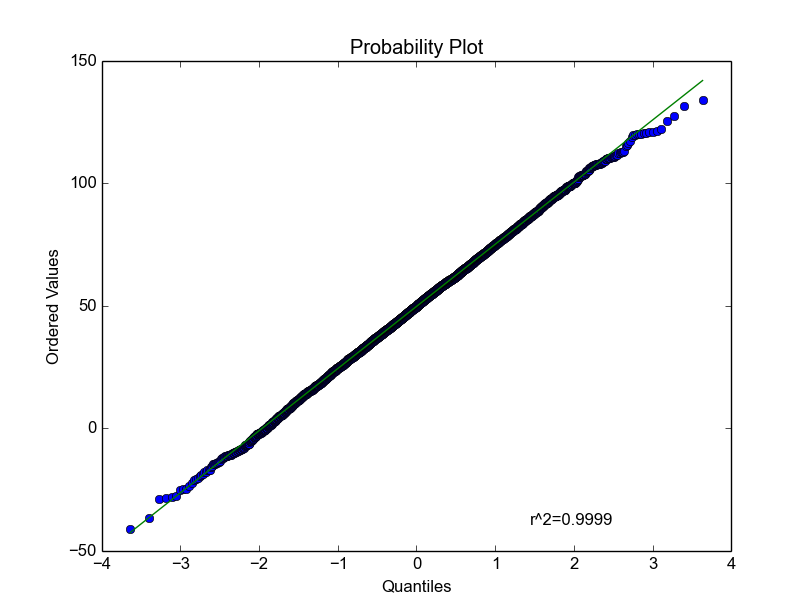 Probability Plot
150
100
50
0
−50
Ordered Values
r^2=0.9999
−4 −3 −2 −1 0 1 2 3 4
Quantiles